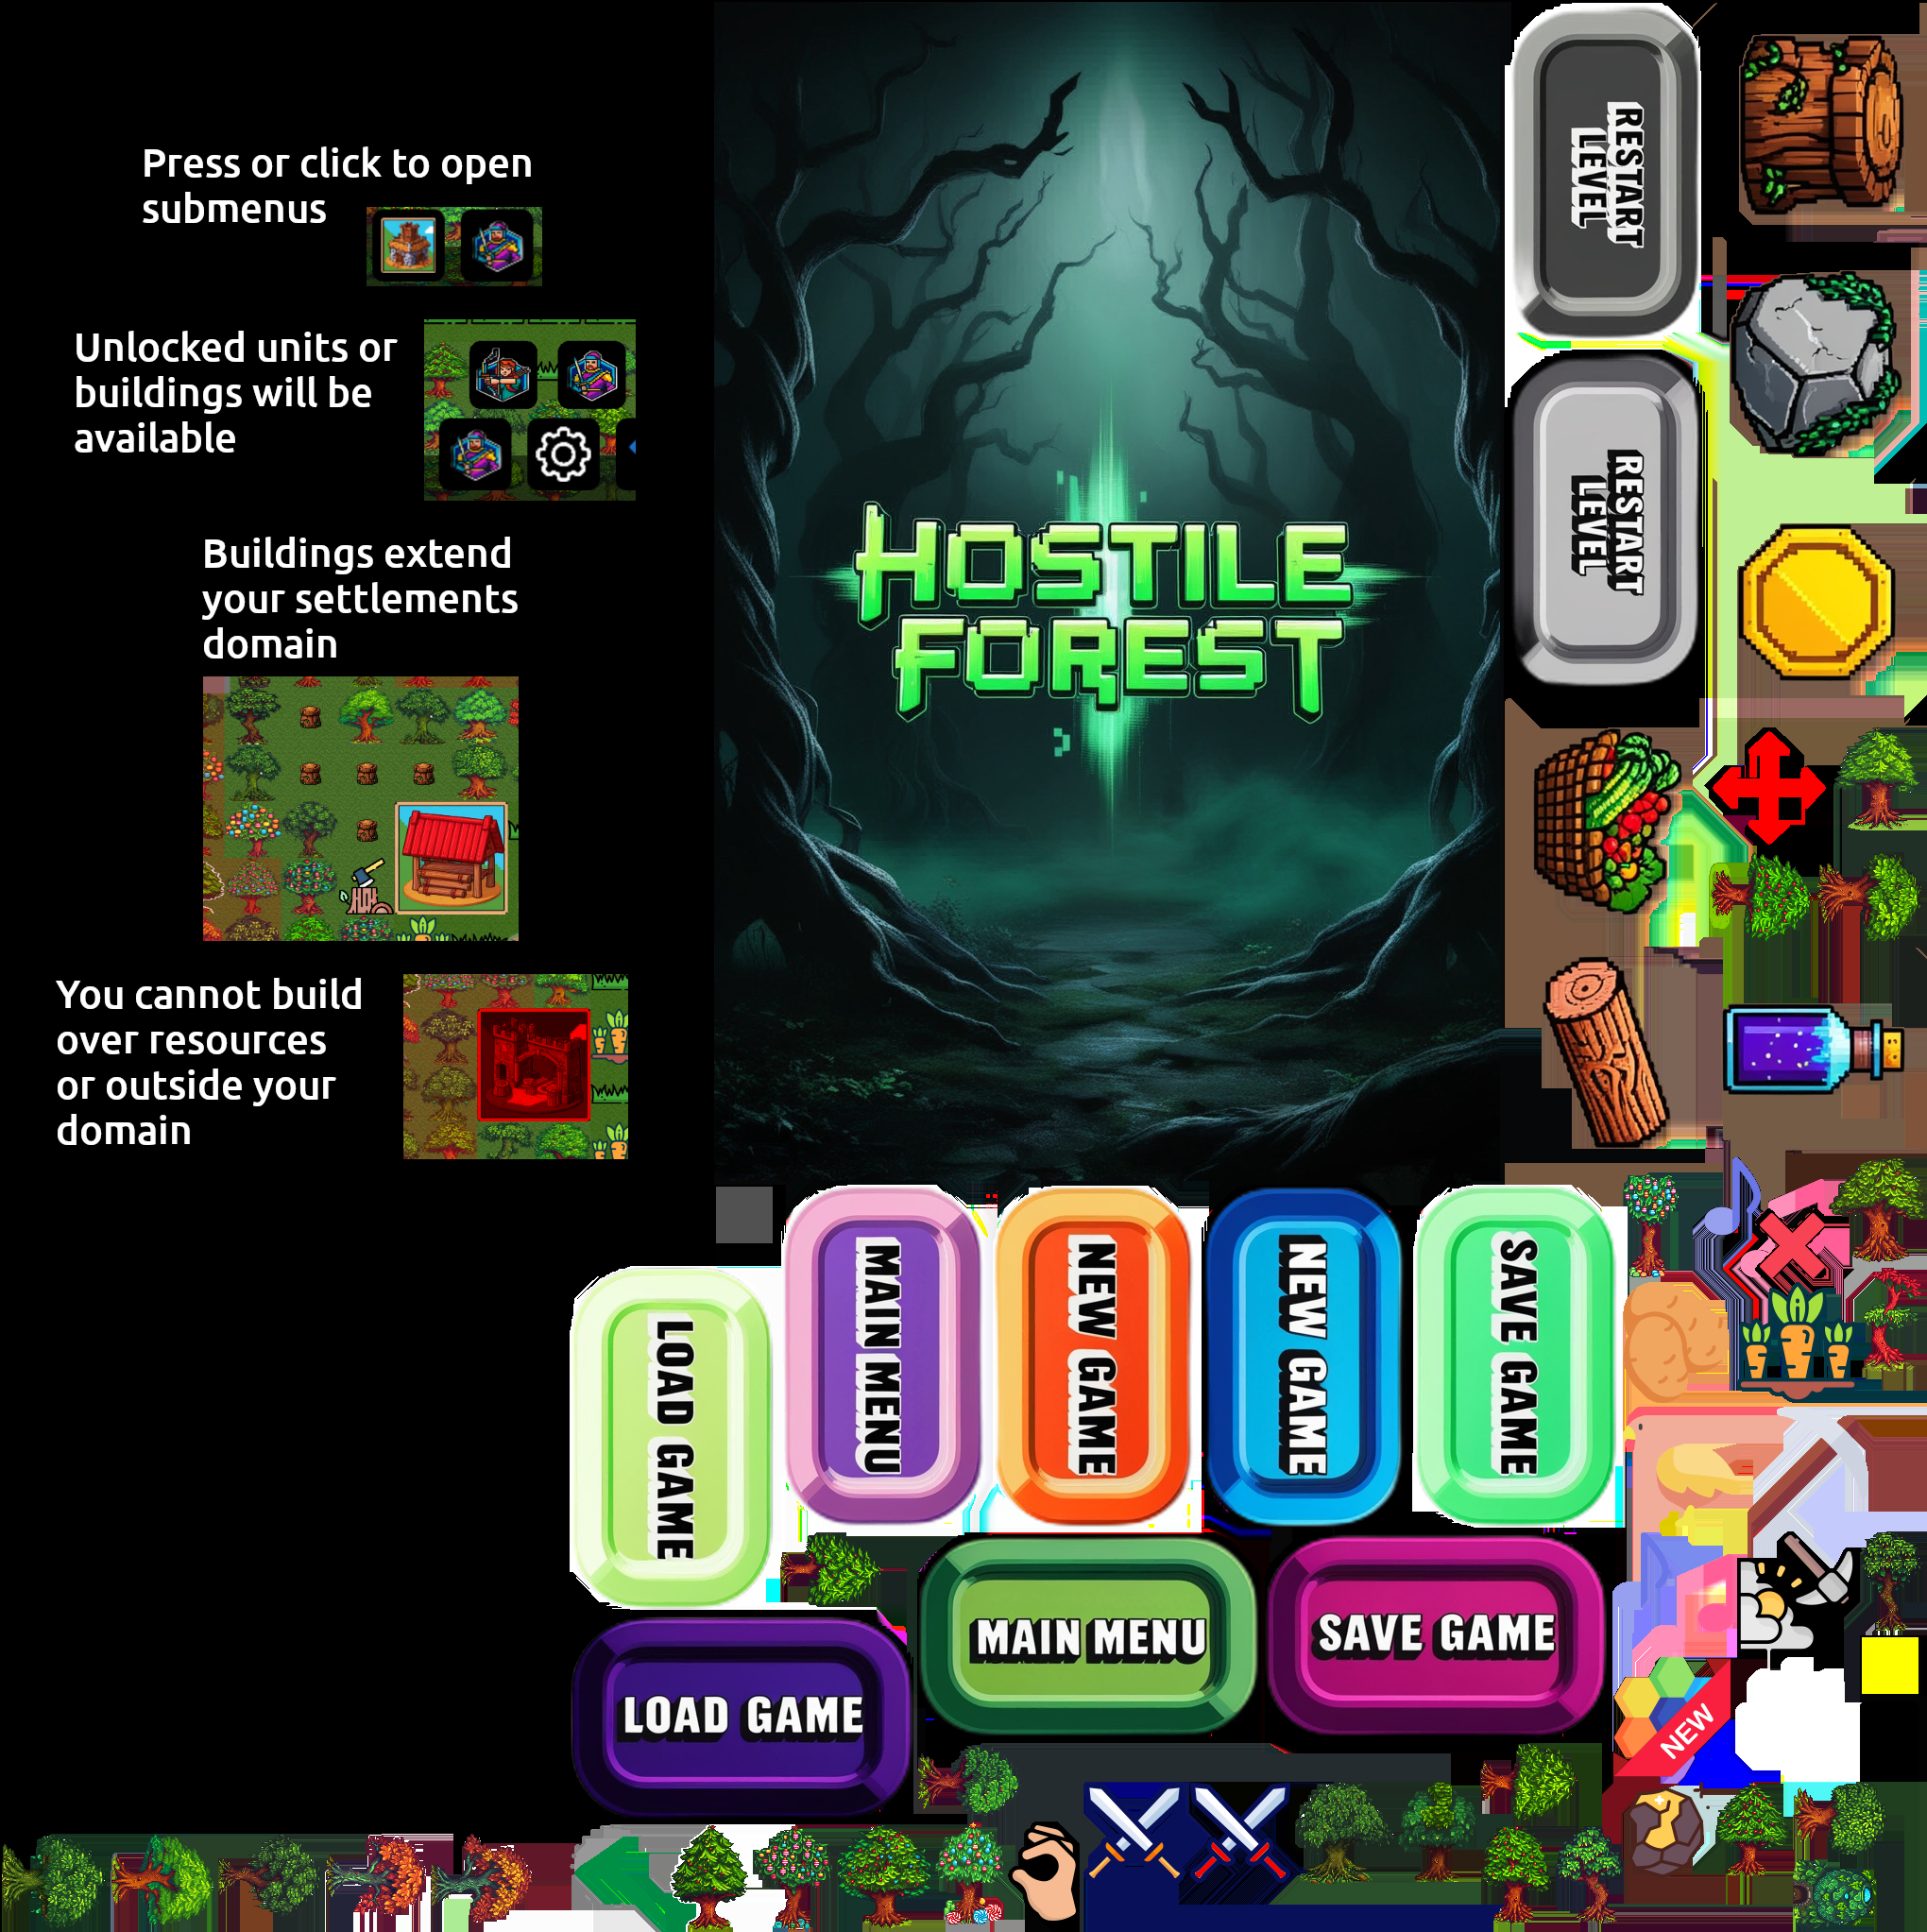 Press or click to open
submenus
Unlocked units or
buildings will be
available
Buildings extend
your settlements
domain
You cannot build
over resources
or outside your
domain
HOSTILE
FOREST
RESTART
LEVEL
RESTART
LEVEL
LOAD GAME
MAIN MENU
NEW GAME
NEW GAME
SAVE GAME
MAIN MENU
SAVE GAME
LOAD GAME
NEW